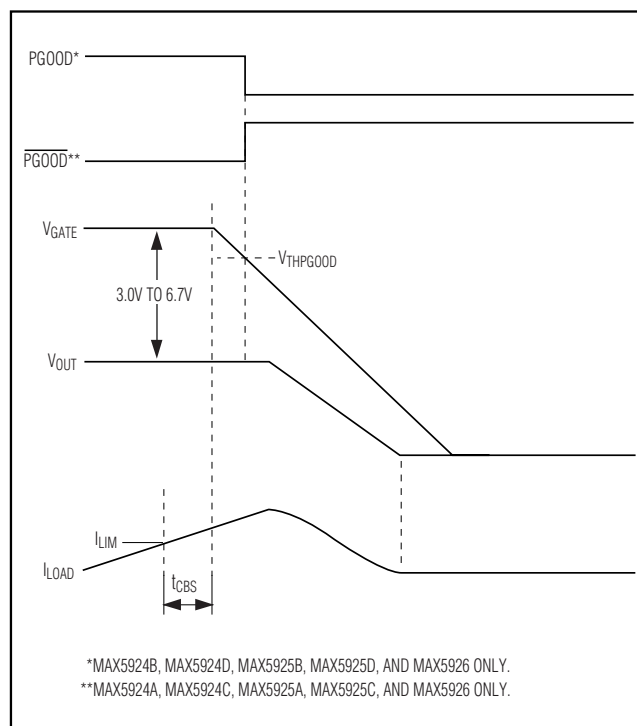 PGOOD*
PGOOD**
VGATE
VTHPGOOD
3.0V TO 6.7V
VOUT
ILIM
ILOAD
tCBS
*MAX5924B, MAX5924D, MAX5925B, MAX5925D, AND MAX5926 ONLY.
**MAX5924A, MAX5924C, MAX5925A, MAX5925C, AND MAX5926 ONLY.